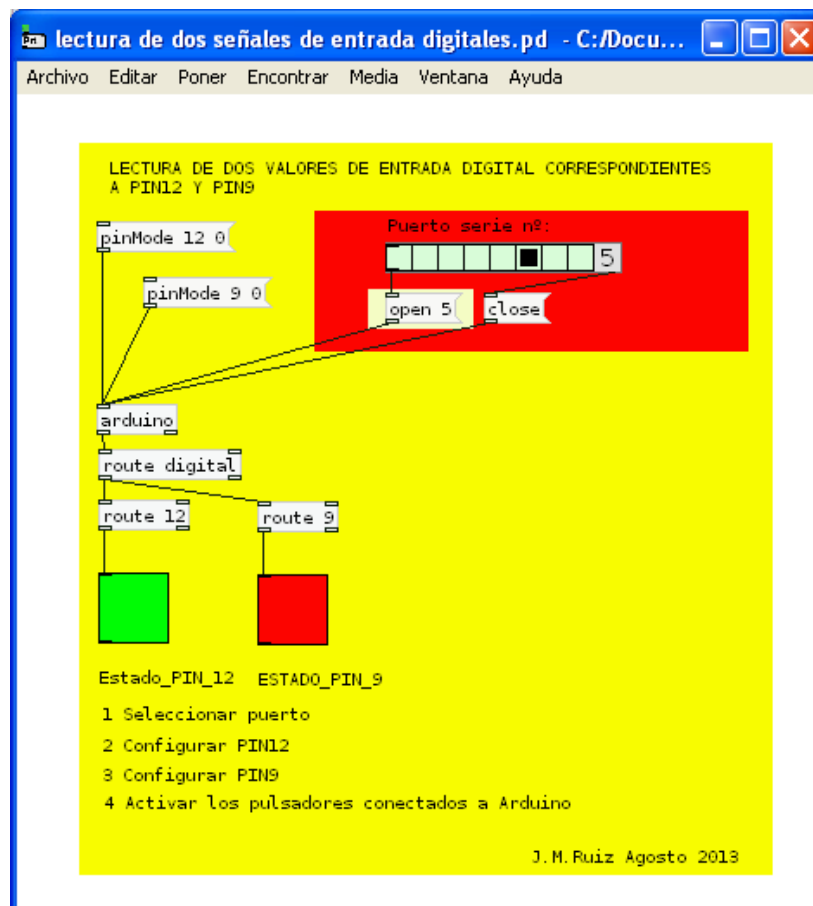 lectura de dos señales de entrada digitales.pd - C:/Docu...
Archivo Editar Poner Encontrar Media Ventana Ayuda
LECTURA DE DOS VALORES DE ENTRADA DIGITAL CORRESPONDIENTES
A PIN12 Y PIN9
pinMode 12 0
Puerto serie nº:
5
pinMode 9 0
open 5
close
arduino
route digital
route 12
route 9
Estado_PIN_12
ESTADO_PIN_9
1 Seleccionar puerto
2 Configurar PIN12
3 Configurar PIN9
4 Activar los pulsadores conectados a Arduino
J.M.Ruiz Agosto 2013